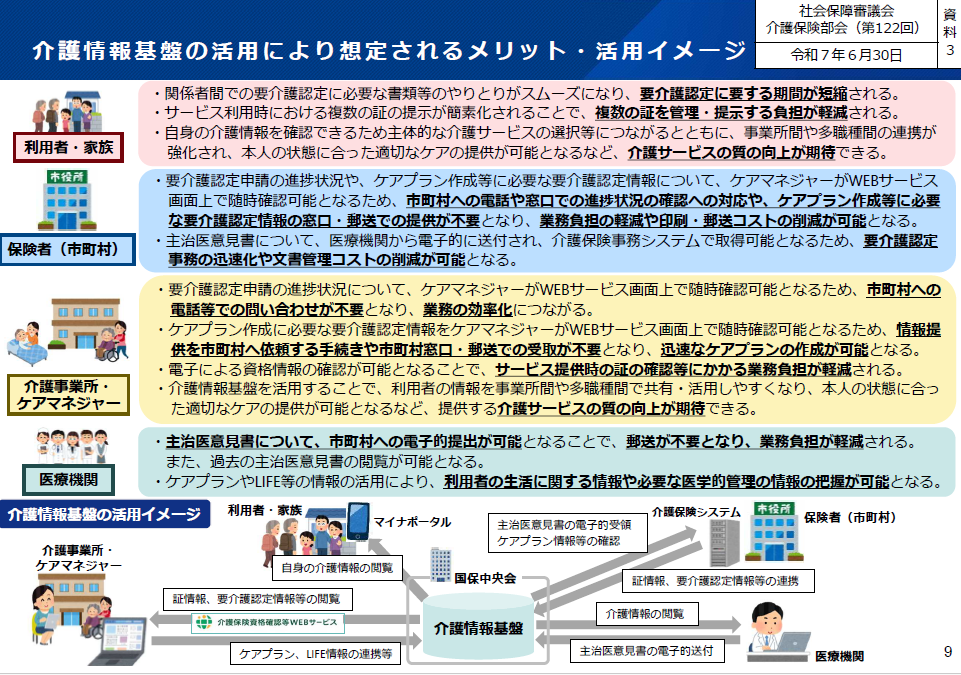 社会保障審議会
介護保険部会（第122回）
令和７年６月30日
資料３
介護情報基盤の活用により想定されるメリット・活用イメージ
利用者・家族
・関係者間での要介護認定に必要な書類等のやりとりがスムーズになり、要介護認定に要する期間が短縮される。
・サービス利用時における複数の証の提示が簡素化されることで、複数の証を管理・提示する負担が軽減される。
・自身の介護情報を確認できるため主体的な介護サービスの選択等につながるとともに、事業所間や多職種間の連携が
強化され、本人の状態に合った適切なケアの提供が可能となるなど、介護サービスの質の向上が期待できる。
市役所
保険者（市町村）
・要介護認定申請の進捗状況や、ケアプラン作成等に必要な要介護認定情報について、ケアマネジャーがWEBサービス
画面上で随時確認可能となるため、市町村への電話や窓口での進捗状況の確認への対応や、ケアプラン作成等に必要
な要介護認定情報の窓口・郵送での提供が不要となり、業務負担の軽減や印刷・郵送コストの削減が可能となる。
・主治医意見書について、医療機関から電子的に送付され、介護保険事務システムで取得可能となるため、要介護認定
事務の迅速化や文書管理コストの削減が可能となる。
介護事業所・
ケアマネジャー
・要介護認定申請の進捗状況について、ケアマネジャーがWEBサービス画面上で随時確認可能となるため、市町村への
電話等での問い合わせが不要となり、業務の効率化につながる。
・ケアプラン作成に必要な要介護認定情報をケアマネジャーがWEBサービス画面上で随時確認可能となるため、情報提
供を市町村へ依頼する手続きや市町村窓口・郵送での受取が不要となり、迅速なケアプランの作成が可能となる。
・電子による資格情報の確認が可能となることで、サービス提供時の証の確認等にかかる業務負担が軽減される。
・介護情報基盤を活用することで、利用者の情報を事業所間や多職種間で共有・活用しやすくなり、本人の状態に合っ
た適切なケアの提供が可能となるなど、提供する介護サービスの質の向上が期待できる。
医療機関
・主治医意見書について、市町村への電子的提出が可能となることで、郵送が不要となり、業務負担が軽減される。
また、過去の主治医意見書の閲覧が可能となる。
・ケアプランやLIFE等の情報の活用により、利用者の生活に関する情報や必要な医学的管理の情報の把握が可能となる。
介護情報基盤の活用イメージ
利用者・家族
マイナポータル
自身の介護情報の閲覧
主治医意見書の電子的受領
ケアプラン情報等の確認
介護保険システム
市役所
保険者（市町村）
証情報、要介護認定情報等の連携
介護事業所・
ケアマネジャー
証情報、要介護認定情報等の閲覧
介護保険資格確認等WEBサービス
ケアプラン、LIFE情報の連携等
国保中央会
介護情報基盤
介護情報の閲覧
主治医意見書の電子的送付
医療機関
9